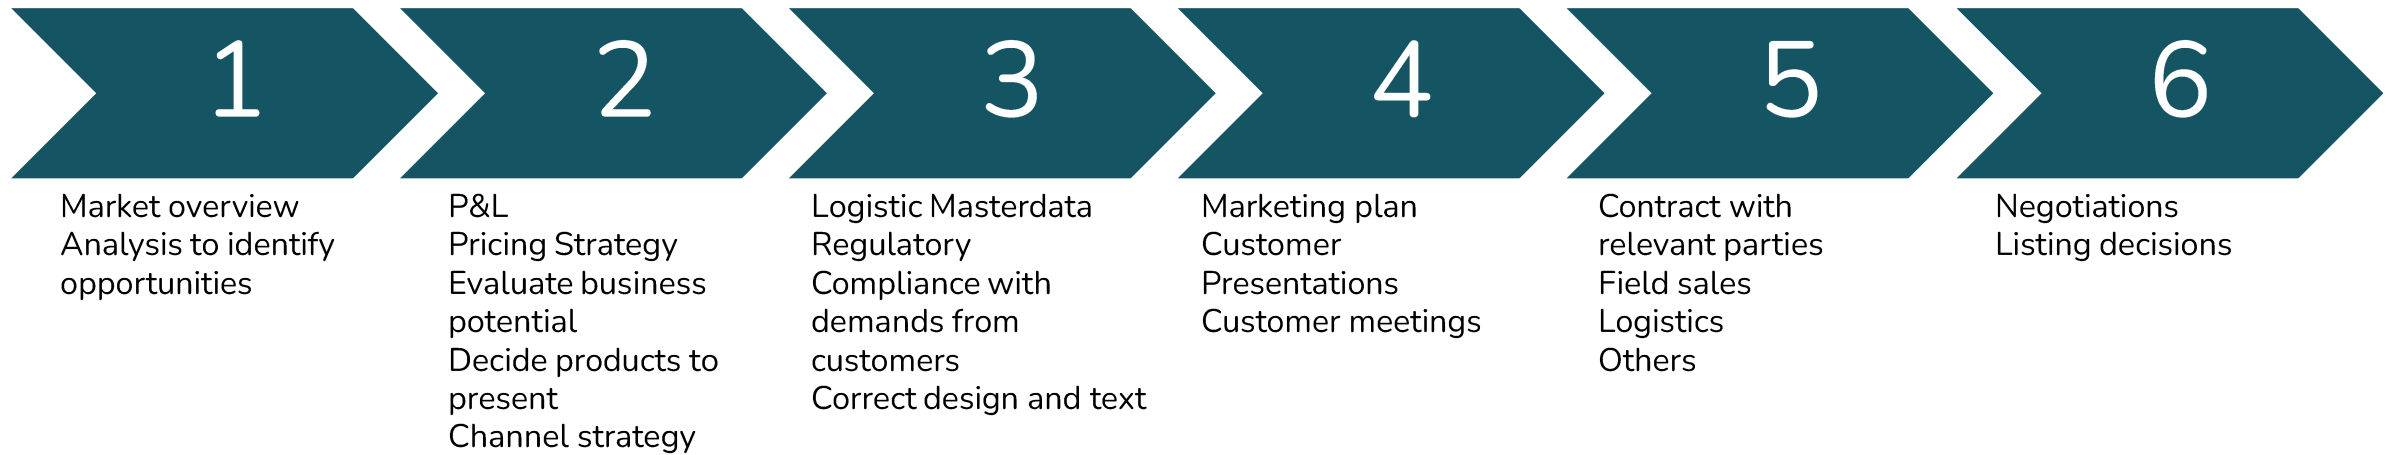 1
Market overview
Analysis to identify
opportunities
2
P&L
Pricing Strategy
Evaluate business
potential
Decide products to
present
Channel strategy
3
Logistic Masterdata
Regulatory
Compliance with
demands from
customers
Correct design and text
4
Marketing plan
Customer
Presentations
Customer meetings
5
Contract with
relevant parties
Field sales
Logistics
Others
6
Negotiations
Listing decisions